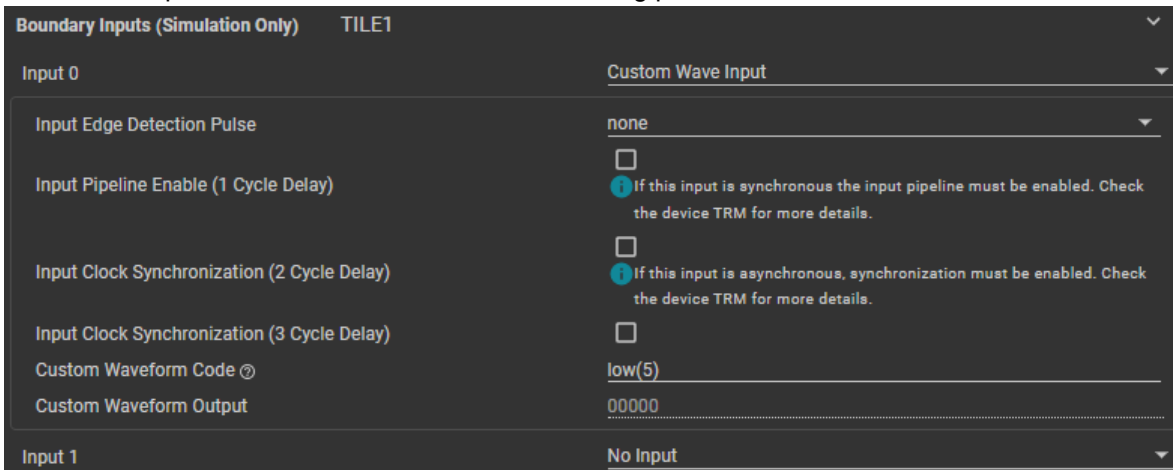 Boundary Inputs (Simulation Only) TILE1
Input 0 Custom Wave Input
Input Edge Detection Pulse none
Input Pipeline Enable (1 Cycle Delay)
If this input is synchronous the input pipeline must be enabled. Check
the device TRM for more details.
Input Clock Synchronization (2 Cycle Delay)
If this input is asynchronous, synchronization must be enabled. Check
the device TRM for more details.
Input Clock Synchronization (3 Cycle Delay)
Custom Waveform Code low(5)
Custom Waveform Output 00000
Input 1 No Input